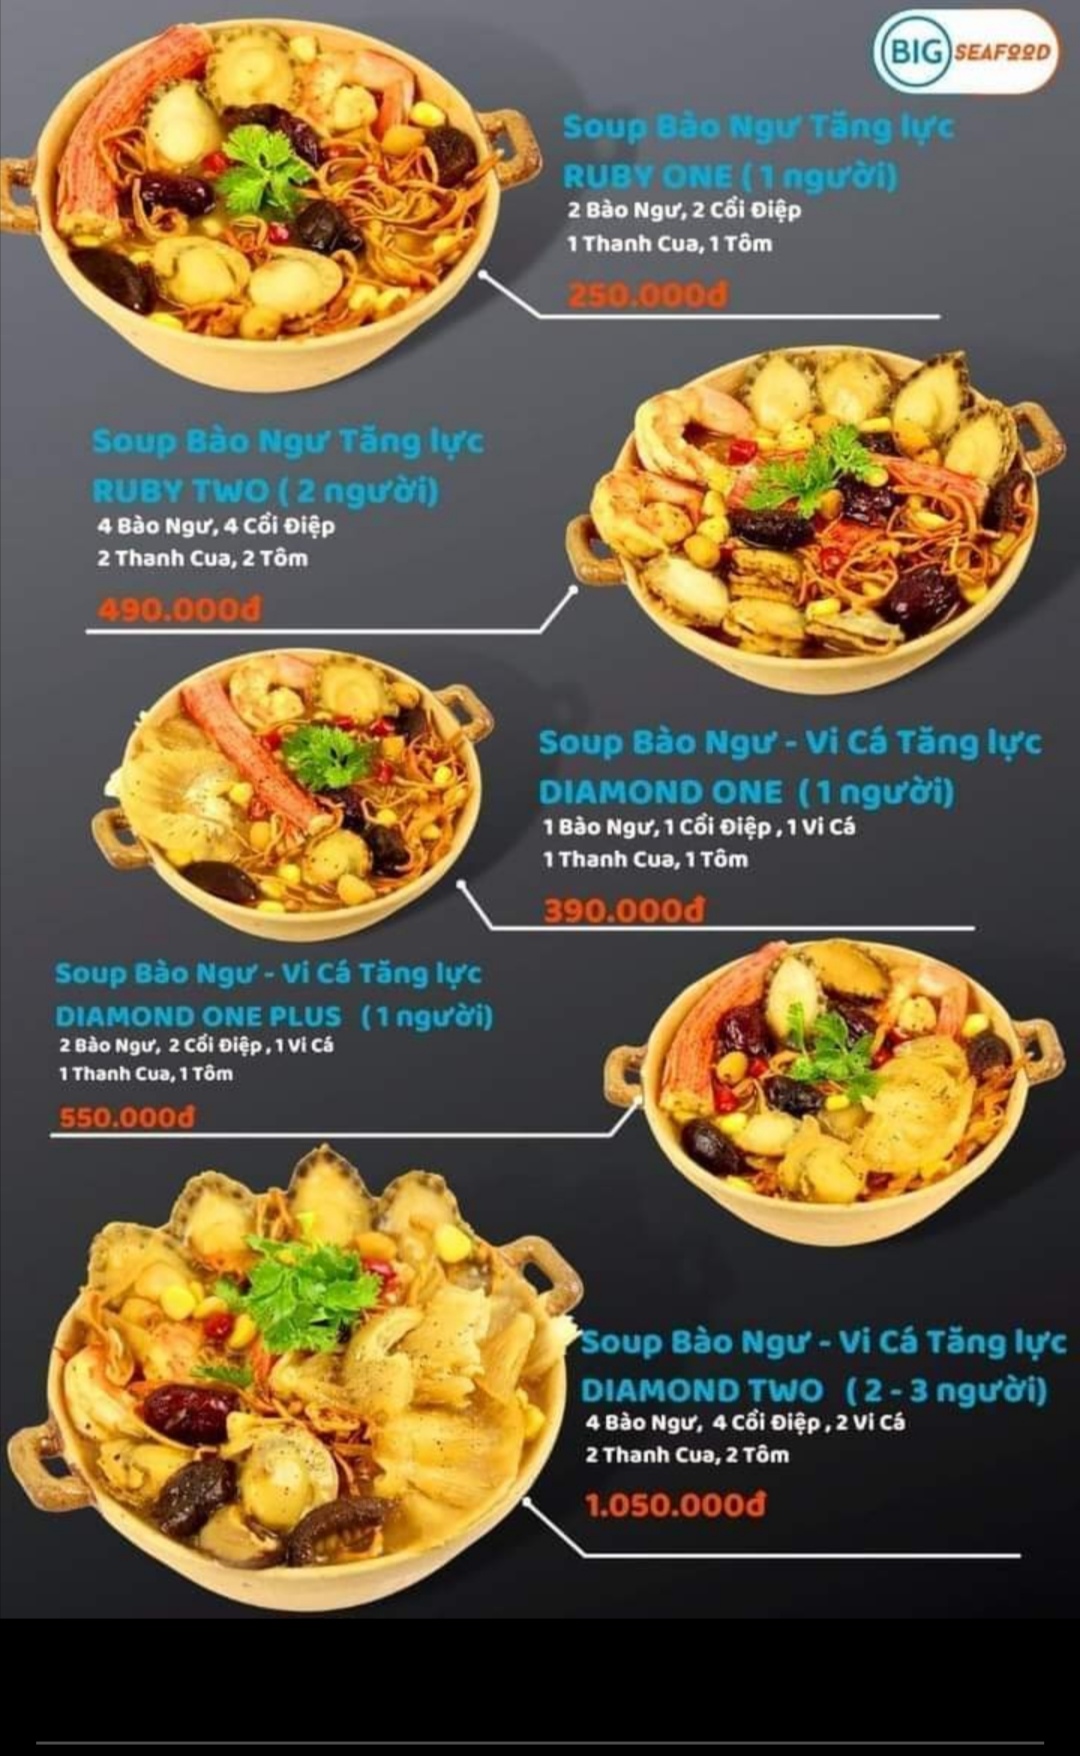 BIG SEAFOOD
Soup Bào Ngư Tăng lực
RUBY ONE ( 1 người)
2 Bào Ngư, 2 Cồi Điệp
1 Thanh Cua, 1 Tôm
250.000đ
Soup Bào Ngư Tăng lực
RUBY TWO ( 2 người)
4 Bào Ngư, 4 Cồi Điệp
2 Thanh Cua, 2 Tôm
490.000đ
Soup Bào Ngư - Vi Cá Tăng lực
DIAMOND ONE ( 1 người)
1 Bào Ngư, 1 Cồi Điệp , 1 Vi Cá
1 Thanh Cua, 1 Tôm
390.000đ
Soup Bào Ngư - Vi Cá Tăng lực
DIAMOND ONE PLUS ( 1 người)
2 Bào Ngư, 2 Cồi Điệp , 1 Vi Cá
1 Thanh Cua, 1 Tôm
550.000đ
Soup Bào Ngư - Vi Cá Tăng lực
DIAMOND TWO ( 2 - 3 người)
4 Bào Ngư, 4 Cồi Điệp , 2 Vi Cá
2 Thanh Cua, 2 Tôm
1.050.000đ